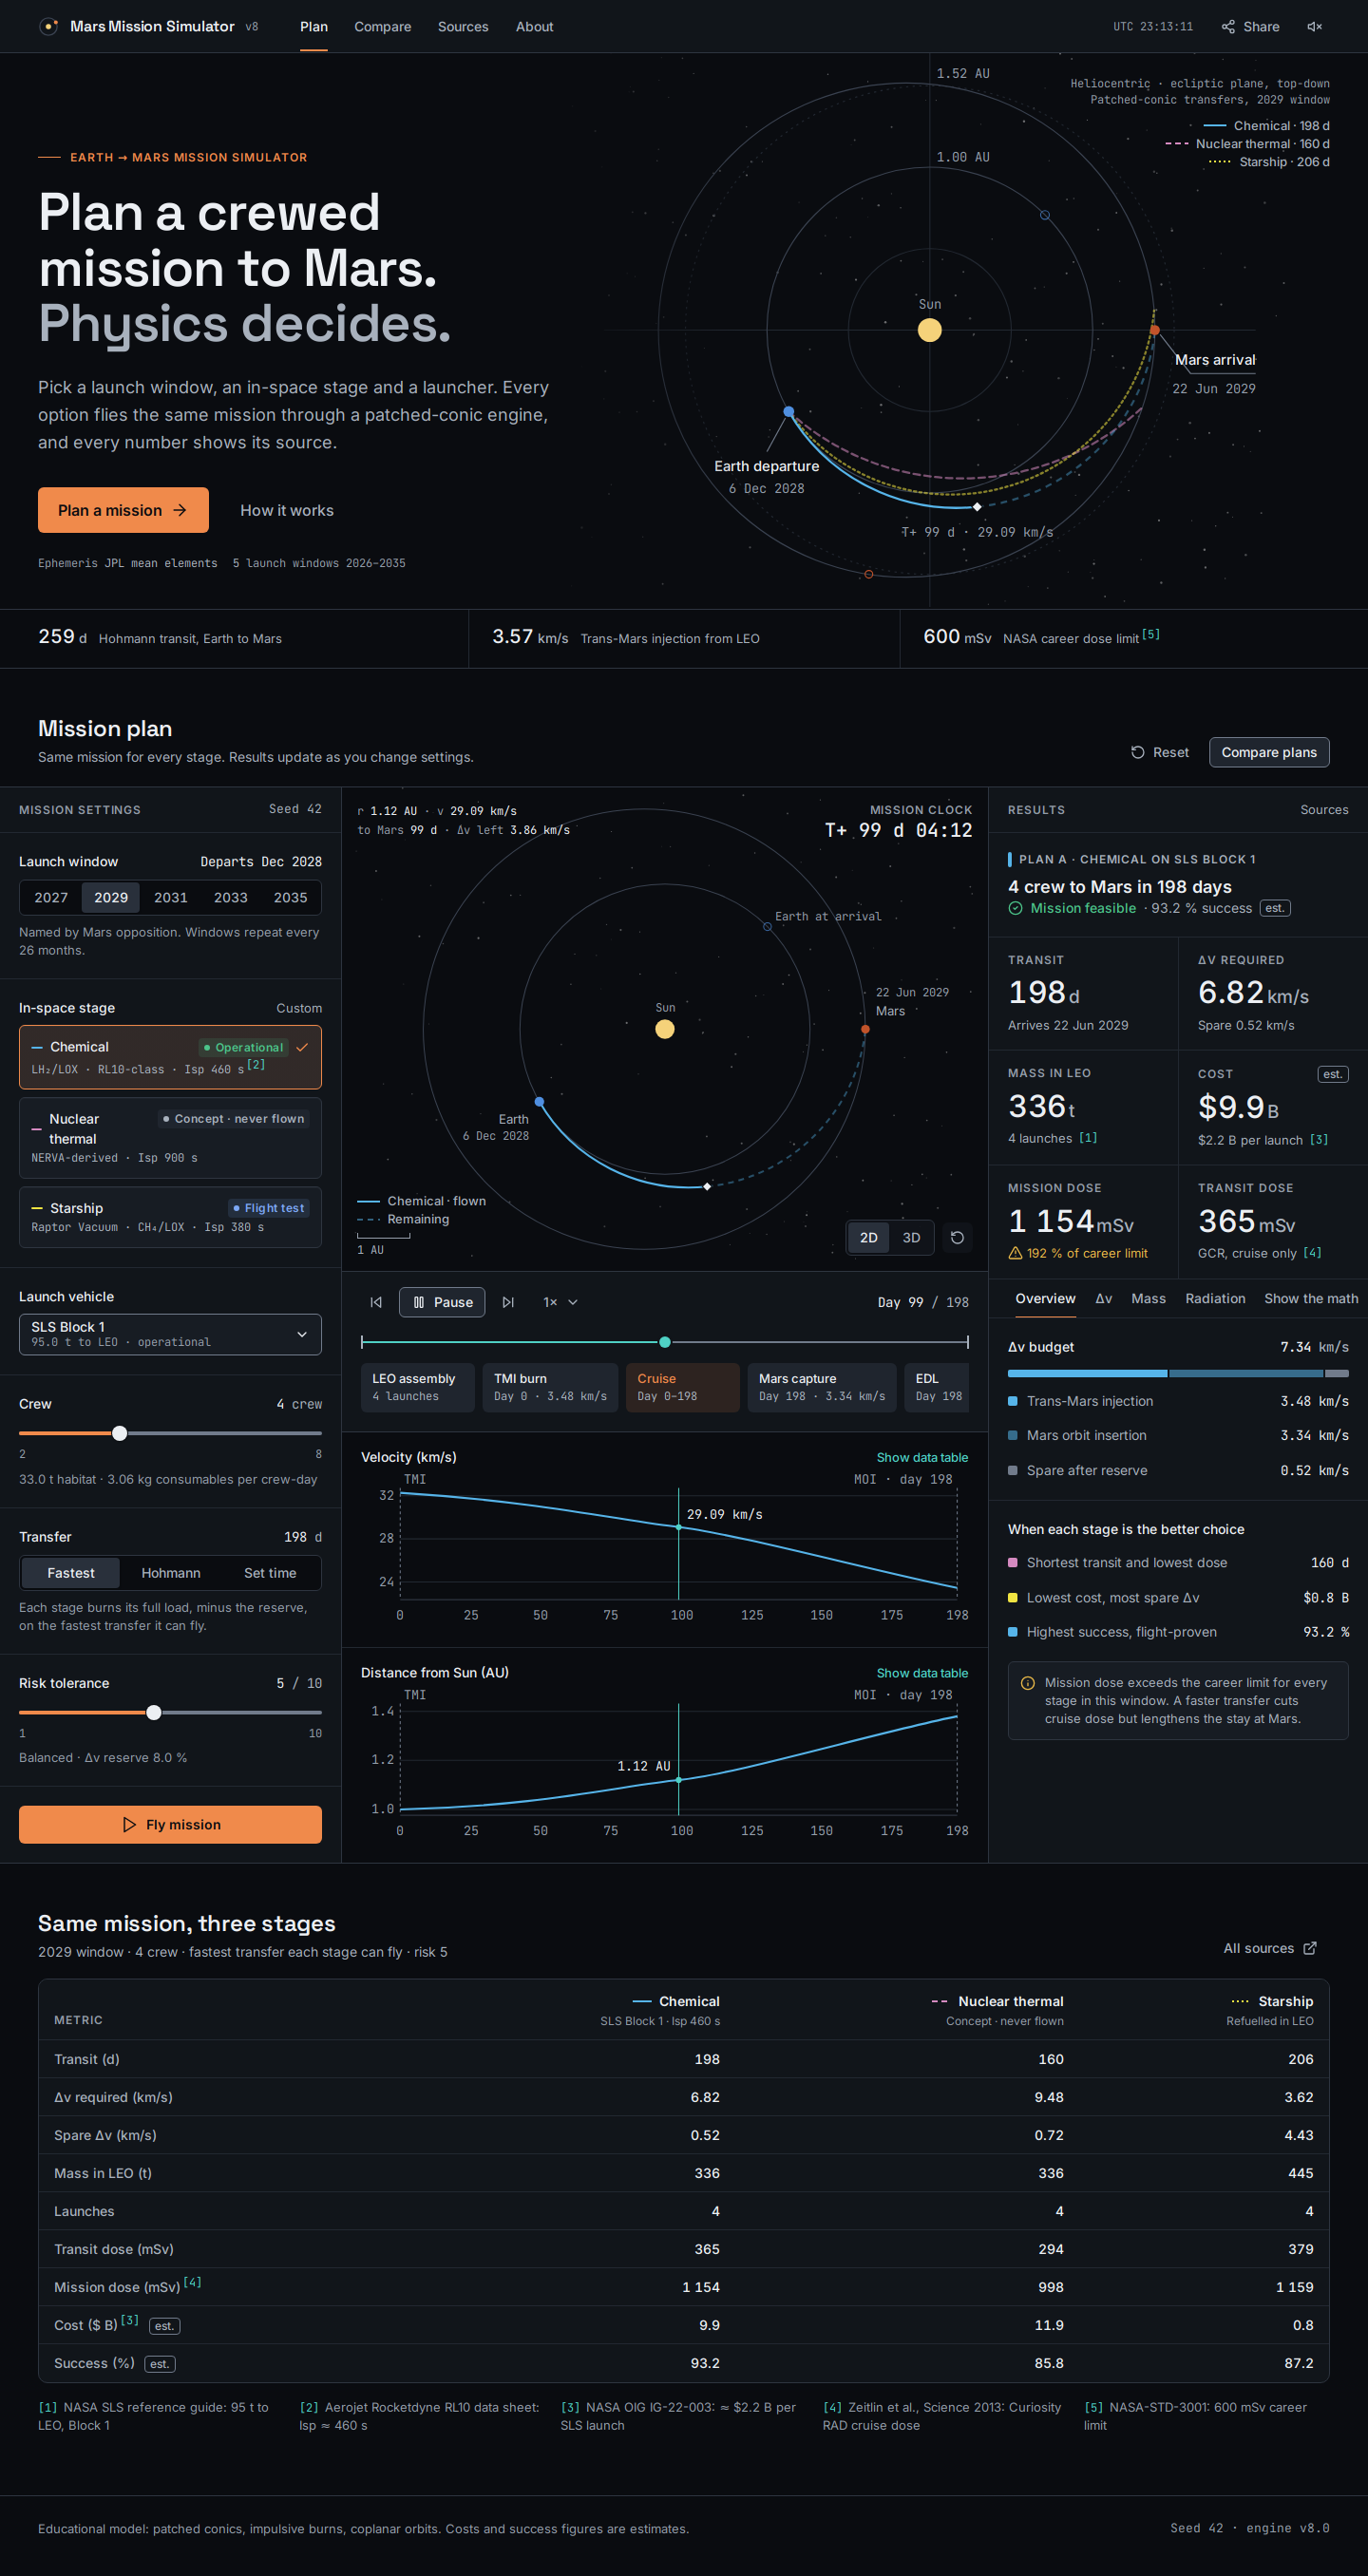 Mars Mission Simulator v8
Plan Compare Sources About
UTC 23:13:11 Share
1.52 AU
Heliocentric · ecliptic plane, top-down
Patched-conic transfers, 2029 window
Chemical · 198 d
Nuclear thermal · 160 d
Starship · 206 d
1.00 AU
Sun
Mars arrival
22 Jun 2029
Earth departure
6 Dec 2028
T+ 99 d · 29.09 km/s
EARTH → MARS MISSION SIMULATOR
Plan a crewed
mission to Mars.
Physics decides.
Pick a launch window, an in-space stage and a launcher. Every
option flies the same mission through a patched-conic engine,
and every number shows its source.
Plan a mission → How it works
Ephemeris JPL mean elements 5 launch windows 2026–2035
259 d Hohmann transit, Earth to Mars
3.57 km/s Trans-Mars injection from LEO
600 mSv NASA career dose limit [5]
Mission plan
Same mission for every stage. Results update as you change settings.
Reset Compare plans
MISSION SETTINGS Seed 42
Launch window Departs Dec 2028
2027 2029 2031 2033 2035
Named by Mars opposition. Windows repeat every
26 months.
In-space stage Custom
Chemical Operational
LH₂/LOX · RL10-class · Isp 460 s [2]
Nuclear
thermal
Concept · never flown
NERVA-derived · Isp 900 s
Starship Flight test
Raptor Vacuum · CH₄/LOX · Isp 380 s
Launch vehicle
SLS Block 1
95.0 t to LEO · operational
Crew 4 crew
2 8
33.0 t habitat · 3.06 kg consumables per crew-day
Transfer 198 d
Fastest Hohmann Set time
Each stage burns its full load, minus the reserve,
on the fastest transfer it can fly.
Risk tolerance 5 / 10
1 10
Balanced · Δv reserve 8.0 %
Fly mission
r 1.12 AU · v 29.09 km/s
to Mars 99 d · Δv left 3.86 km/s
MISSION CLOCK
T+ 99 d 04:12
Earth at arrival
22 Jun 2029
Mars
Sun
Earth
6 Dec 2028
Chemical · flown
Remaining
1 AU
2D 3D
Pause 1× Day 99 / 198
LEO assembly
4 launches
TMI burn
Day 0 · 3.48 km/s
Cruise
Day 0–198
Mars capture
Day 198 · 3.34 km/s
EDL
Day 198
Velocity (km/s) Show data table
TMI MOI · day 198
32
29.09 km/s
28
24
0 25 50 75 100 125 150 175 198
Distance from Sun (AU) Show data table
TMI MOI · day 198
1.4
1.2
1.12 AU
1.0
0 25 50 75 100 125 150 175 198
RESULTS Sources
PLAN A · CHEMICAL ON SLS BLOCK 1
4 crew to Mars in 198 days
Mission feasible · 93.2 % success est.
TRANSIT
198 d
Arrives 22 Jun 2029
ΔV REQUIRED
6.82 km/s
Spare 0.52 km/s
MASS IN LEO
336 t
4 launches [1]
COST est.
$9.9 B
$2.2 B per launch [3]
MISSION DOSE
1 154 mSv
192 % of career limit
TRANSIT DOSE
365 mSv
GCR, cruise only [4]
Overview Δv Mass Radiation Show the math
Δv budget 7.34 km/s
Trans-Mars injection 3.48 km/s
Mars orbit insertion 3.34 km/s
Spare after reserve 0.52 km/s
When each stage is the better choice
Shortest transit and lowest dose 160 d
Lowest cost, most spare Δv $0.8 B
Highest success, flight-proven 93.2 %
Mission dose exceeds the career limit for every
stage in this window. A faster transfer cuts
cruise dose but lengthens the stay at Mars.
Same mission, three stages
2029 window · 4 crew · fastest transfer each stage can fly · risk 5
All sources
METRIC
Chemical
SLS Block 1 · Isp 460 s
Nuclear thermal
Concept · never flown
Starship
Refuelled in LEO
Transit (d) 198 160 206
Δv required (km/s) 6.82 9.48 3.62
Spare Δv (km/s) 0.52 0.72 4.43
Mass in LEO (t) 336 336 445
Launches 4 4 4
Transit dose (mSv) 365 294 379
Mission dose (mSv) [4] 1 154 998 1 159
Cost ($ B) [3] est. 9.9 11.9 0.8
Success (%) est. 93.2 85.8 87.2
[1] NASA SLS reference guide: 95 t to
LEO, Block 1
[2] Aerojet Rocketdyne RL10 data sheet:
Isp ≈ 460 s
[3] NASA OIG IG-22-003: ≈ $2.2 B per
SLS launch
[4] Zeitlin et al., Science 2013: Curiosity
RAD cruise dose
[5] NASA-STD-3001: 600 mSv career
limit
Educational model: patched conics, impulsive burns, coplanar orbits. Costs and success figures are estimates.
Seed 42 · engine v8.0